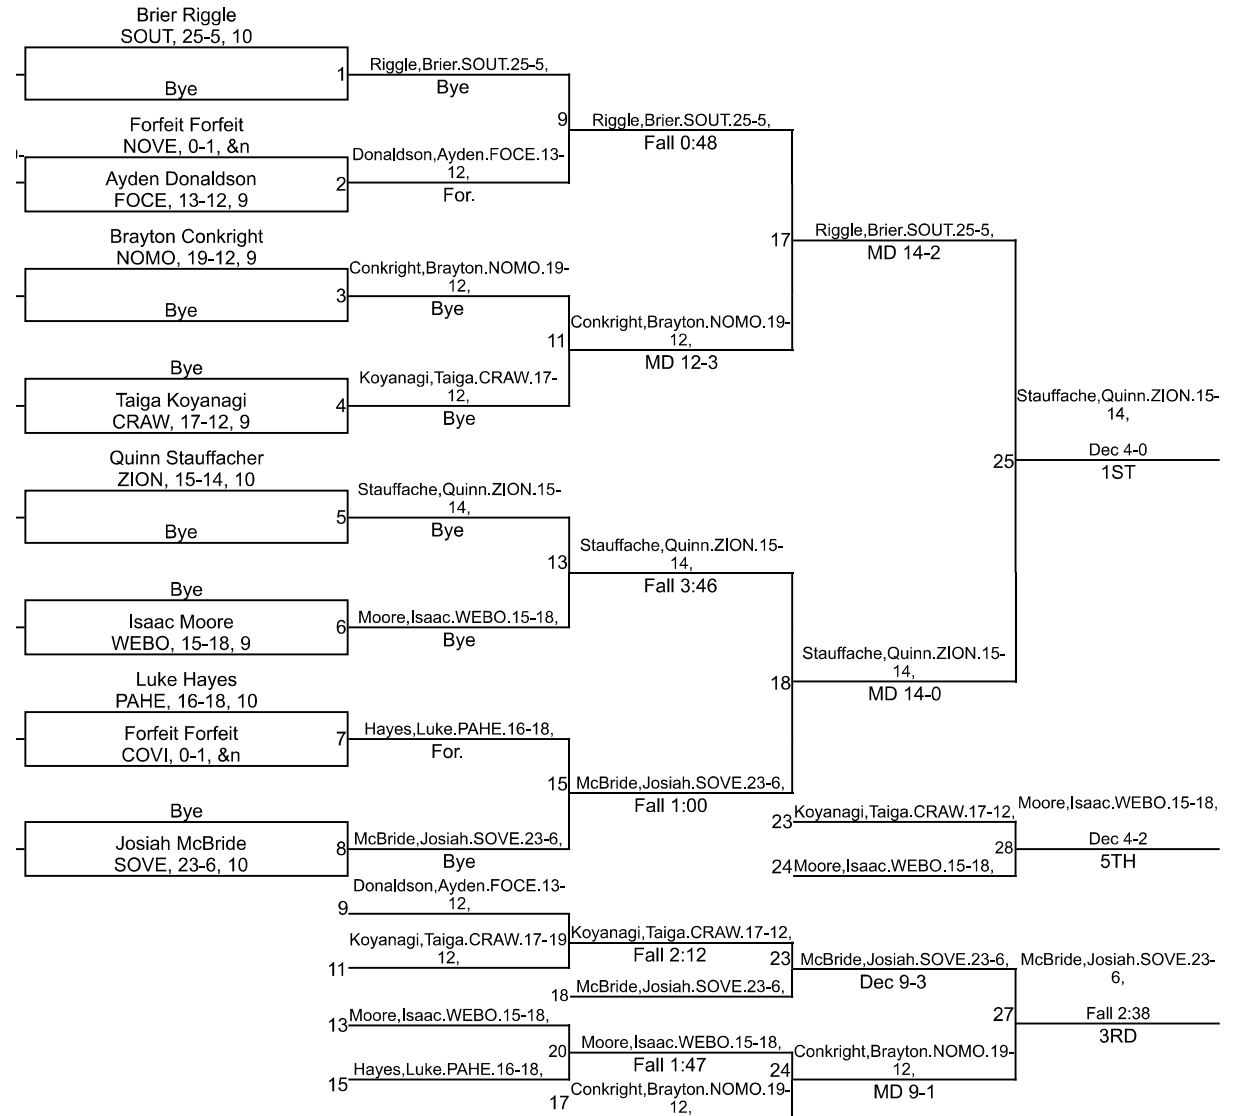 Brier Riggle
SOUT, 25-5, 10
1
Bye
Riggle,Brier.SOUT.25-5,
Bye
Forfeit Forfeit
NOVE, 0-1, &n
Ayden Donaldson
FOCE, 13-12, 9
2
Donaldson,Ayden.FOCE.13-
12,
For.
9
Riggle,Brier.SOUT.25-5,
Fall 0:48
Brayton Conkright
NOMO, 19-12, 9
3
Bye
Conkright,Brayton.NOMO.19-
12,
Bye
Bye
Taiga Koyanagi
CRAW, 17-12, 9
4
Koyanagi,Taiga.CRAW.17-
12,
Bye
11
Conkright,Brayton.NOMO.19-
12,
MD 12-3
17
Riggle,Brier.SOUT.25-5,
MD 14-2
Quinn Stauffacher
ZION, 15-14, 10
5
Bye
Stauffache,Quinn.ZION.15-
14,
Bye
Bye
Isaac Moore
WEBO, 15-18, 9
6
Moore,Isaac.WEBO.15-18,
Bye
13
Stauffache,Quinn.ZION.15-
14,
Fall 3:46
Luke Hayes
PAHE, 16-18, 10
Forfeit Forfeit
COVI, 0-1, &n
7
Hayes,Luke.PAHE.16-18,
For.
Bye
Josiah McBride
SOVE, 23-6, 10
8
McBride,Josiah.SOVE.23-6,
Bye
15
McBride,Josiah.SOVE.23-6,
Fall 1:00
18
Stauffache,Quinn.ZION.15-
14,
MD 14-0
25
Stauffache,Quinn.ZION.15-
14,
Dec 4-0
1ST
23
Koyanagi,Taiga.CRAW.17-12,
24
Moore,Isaac.WEBO.15-18,
28
Moore,Isaac.WEBO.15-18,
Dec 4-2
5TH
9
Donaldson,Ayden.FOCE.13-
12,
11
Koyanagi,Taiga.CRAW.17-
12,
19
Koyanagi,Taiga.CRAW.17-12,
Fall 2:12
18
McBride,Josiah.SOVE.23-6,
23
McBride,Josiah.SOVE.23-6,
Dec 9-3
13
Moore,Isaac.WEBO.15-18,
15
Hayes,Luke.PAHE.16-18,
20
Moore,Isaac.WEBO.15-18,
Fall 1:47
17
Conkright,Brayton.NOMO.19-
12,
24
Conkright,Brayton.NOMO.19-
12,
MD 9-1
27
McBride,Josiah.SOVE.23-
6,
Fall 2:38
3RD